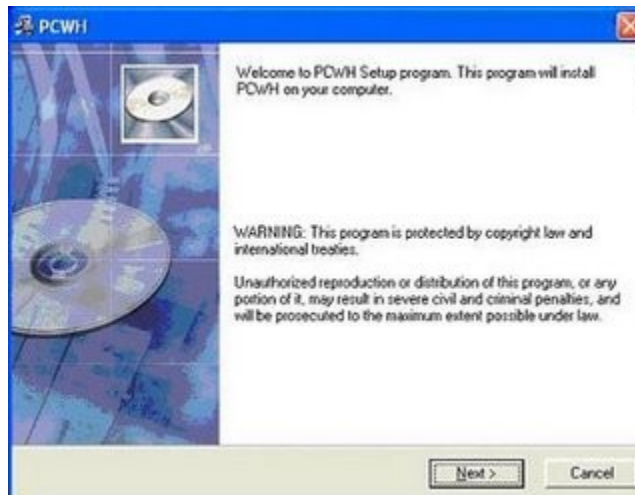 PCWH
Welcome to PCWH Setup program. This program will install
PCWH on your computer.
WARNING: This program is protected by copyright law and
international treaties.
Unauthorized reproduction or distribution of this program, or any
portion of it, may result in severe civil and criminal penalties, and
will be prosecuted to the maximum extent possible under law.
Next >
Cancel